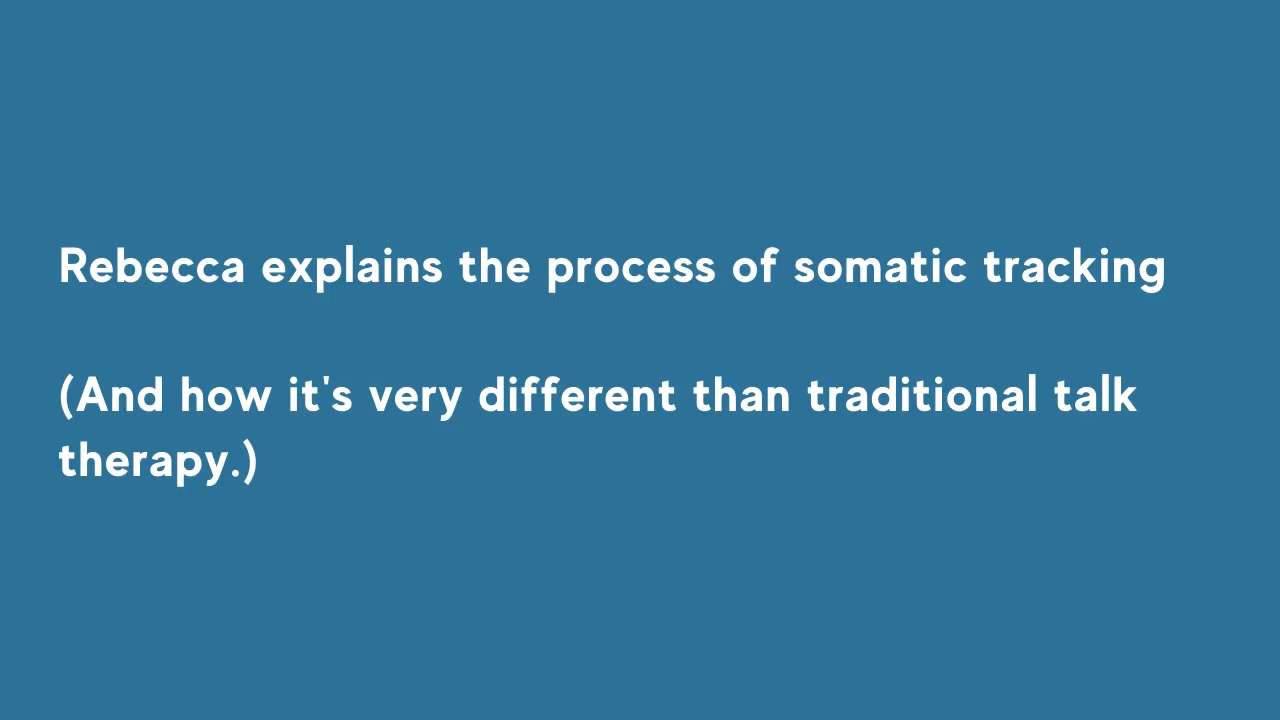 Rebecca explains the process of somatic tracking
(And how it's very different than traditional talk
therapy.)